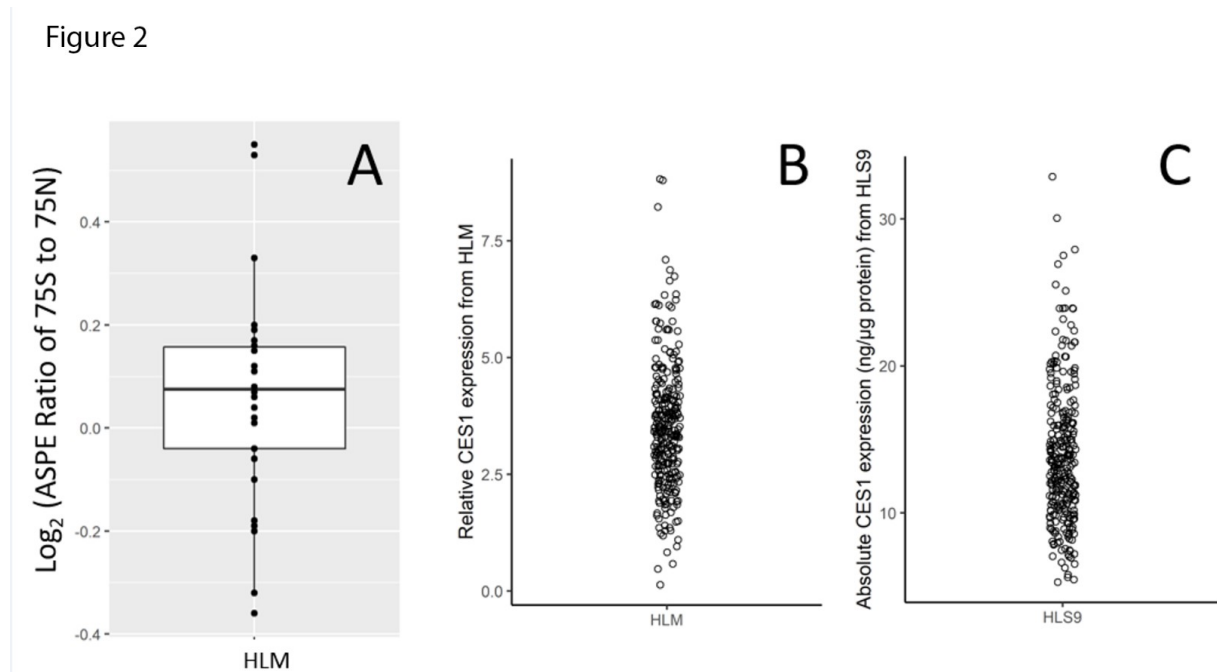 Figure 2
A
Log₂ (ASPE Ratio of 75S to 75N)
0.4
0.2
0.0
-0.2
-0.4
HLM
B
Relative CES1 expression from HLM
7.5
5.0
2.5
0.0
HLM
C
Absolute CES1 expression (ng/µg protein) from HLS9
30
20
10
HLS9